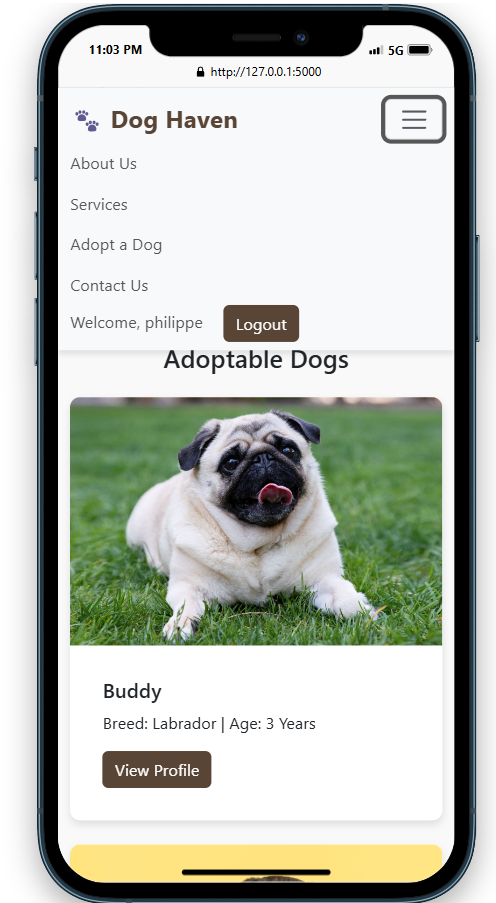 11:03 PM 5G
http://127.0.0.1:5000
Dog Haven
About Us
Services
Adopt a Dog
Contact Us
Welcome, philippe Logout
Adoptable Dogs
Buddy
Breed: Labrador | Age: 3 Years
View Profile